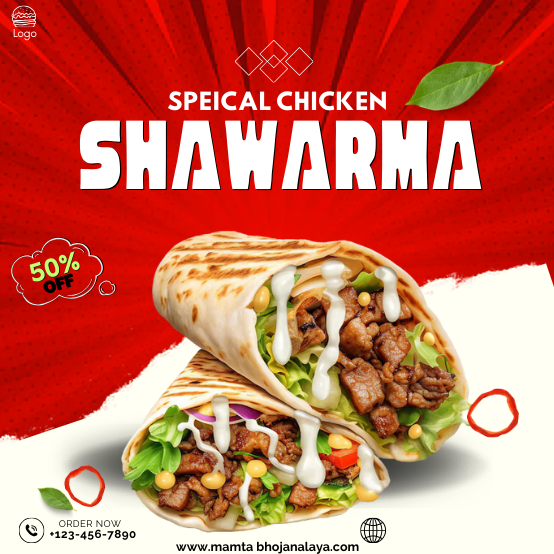 Logo
SPEICAL CHICKEN
SHAWARMA
50%
OFF
ORDER NOW
+123-456-7890
www.mamta bhojanalaya.com